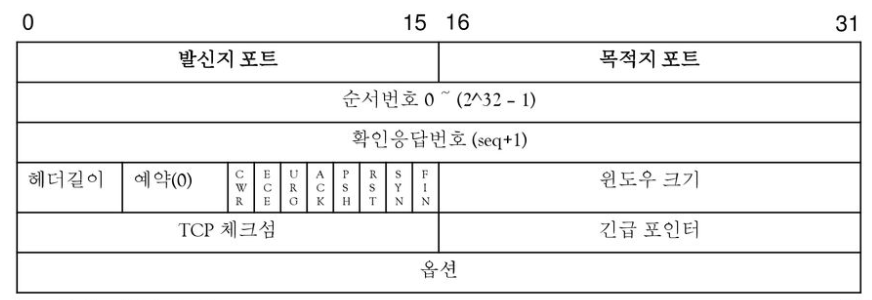 0 15 16 31
발신지 포트 목적지 포트
순서번호 0 ~ (2^32 - 1)
확인응답번호 (seq+1)
헤더길이 예약(0) CWR ECE URG ACK PSH RST SYN FIN 윈도우 크기
TCP 체크섬 긴급 포인터
옵션